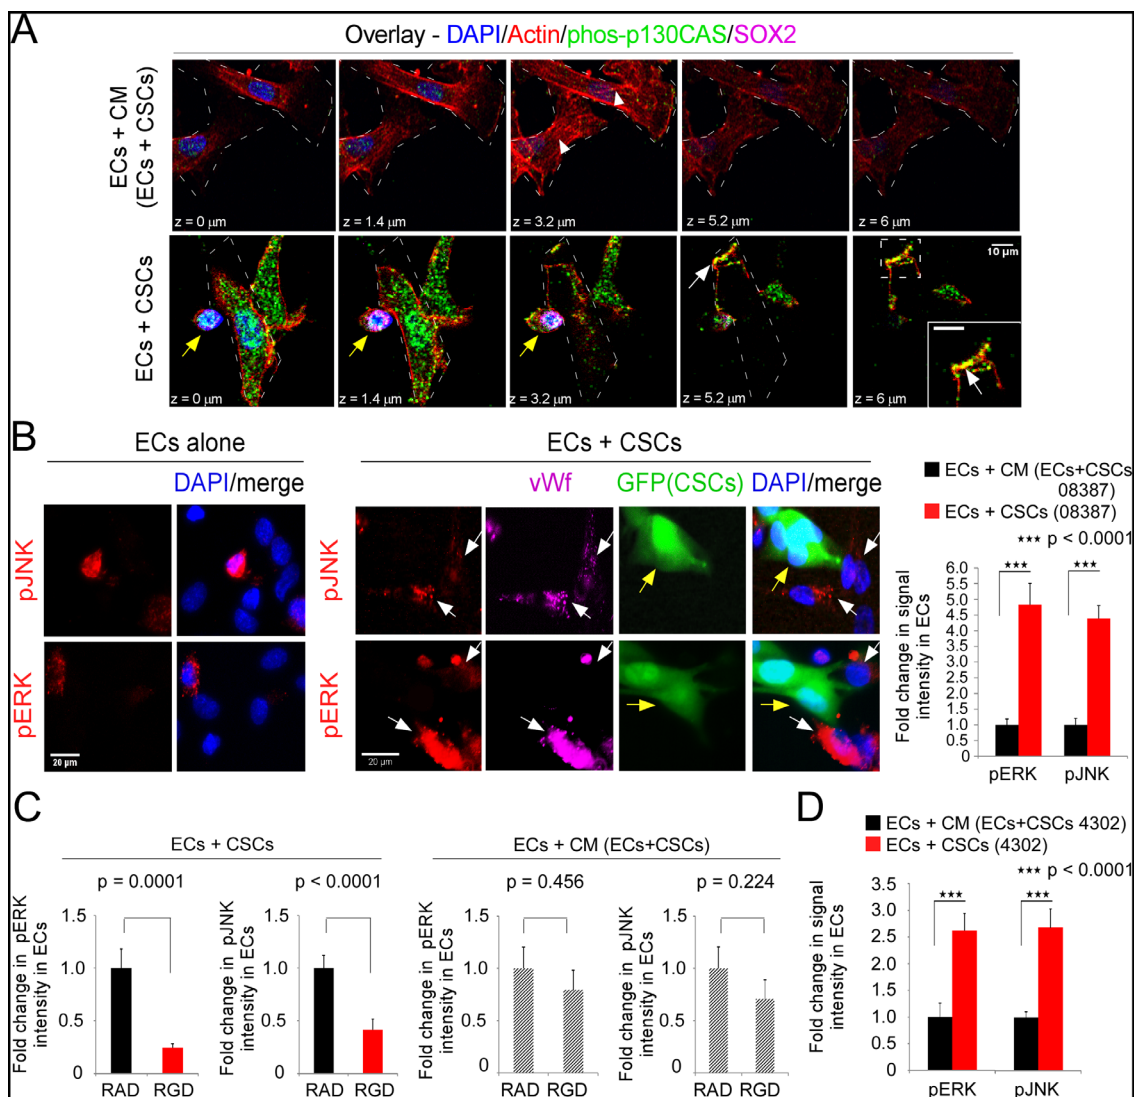 A
Overlay - DAPI/Actin/phos-p130CAS/SOX2
ECs + CM
(ECs + CSCs)
z = 0 μm
z = 1.4 μm
z = 3.2 μm
z = 5.2 μm
z = 6 μm
ECs + CSCs
10 μm
z = 0 μm
z = 1.4 μm
z = 3.2 μm
z = 5.2 μm
z = 6 μm
B
ECs alone
ECs + CSCs
DAPI/merge
vWf
GFP(CSCs)
DAPI/merge
pJNK
pJNK
pERK
pERK
20 μm
20 μm
ECs + CM (ECs+CSCs
08387)
ECs + CSCs (08387)
★★★ p < 0.0001
Fold change in signal
intensity in ECs
6.0
5.5
5.0
4.5
4.0
3.5
3.0
2.5
2.0
1.5
1.0
0.5
0
★★★
★★★
pERK
pJNK
C
ECs + CSCs
ECs + CM (ECs+CSCs)
p = 0.0001
p < 0.0001
p = 0.456
p = 0.224
Fold change in pERK
intensity in ECs
1.5
1.0
0.5
0
RAD
RGD
Fold change in pJNK
intensity in ECs
1.5
1.0
0.5
0
RAD
RGD
Fold change in pERK
intensity in ECs
1.5
1.0
0.5
0
RAD
RGD
Fold change in pJNK
intensity in ECs
1.5
1.0
0.5
0
RAD
RGD
D
ECs + CM (ECs+CSCs 4302)
ECs + CSCs (4302)
★★★ p < 0.0001
Fold change in signal
intensity in ECs
3.5
3.0
2.5
2.0
1.5
1.0
0.5
0
★★★
★★★
pERK
pJNK